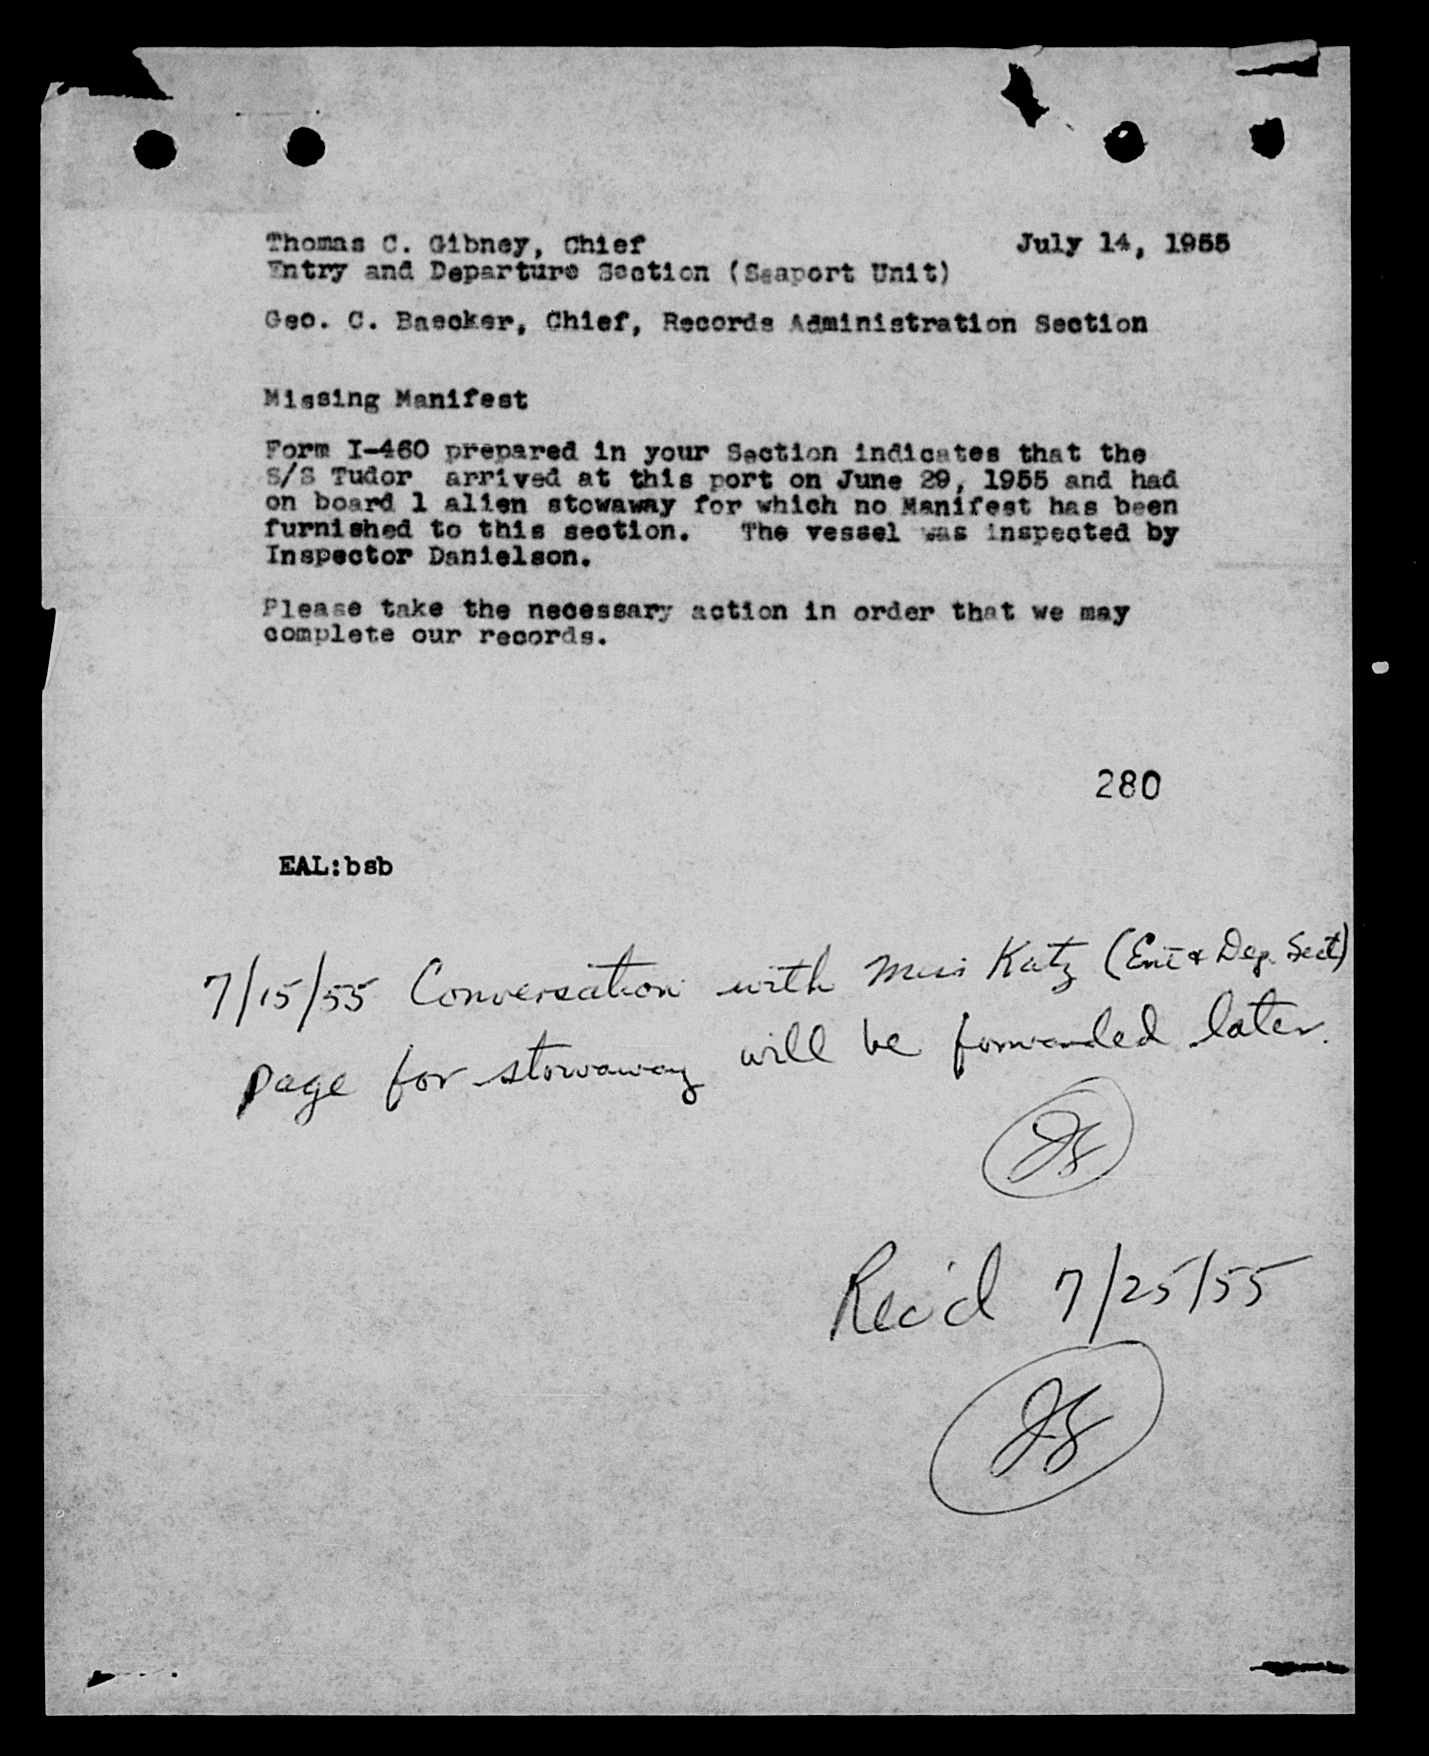 Thomas C. Gibney, Chief July 14, 1955
Entry and Departure Section (Seaport Unit)
Geo. C. Baecker, Chief, Records Administration Section
Missing Manifest
Form I-460 prepared in your Section indicates that the
S/S Tudor arrived at this port on June 29, 1955 and had
on board 1 alien stowaway for which no Manifest has been
furnished to this section. The vessel was inspected by
Inspector Danielson.
Please take the necessary action in order that we may
complete our records.
280
EAL:bsb
7/15/55 Conversation with Miss Katz (Ent & Dep. Sect)
page for stowaway will be forwarded later.
Rec'd 7/25/55